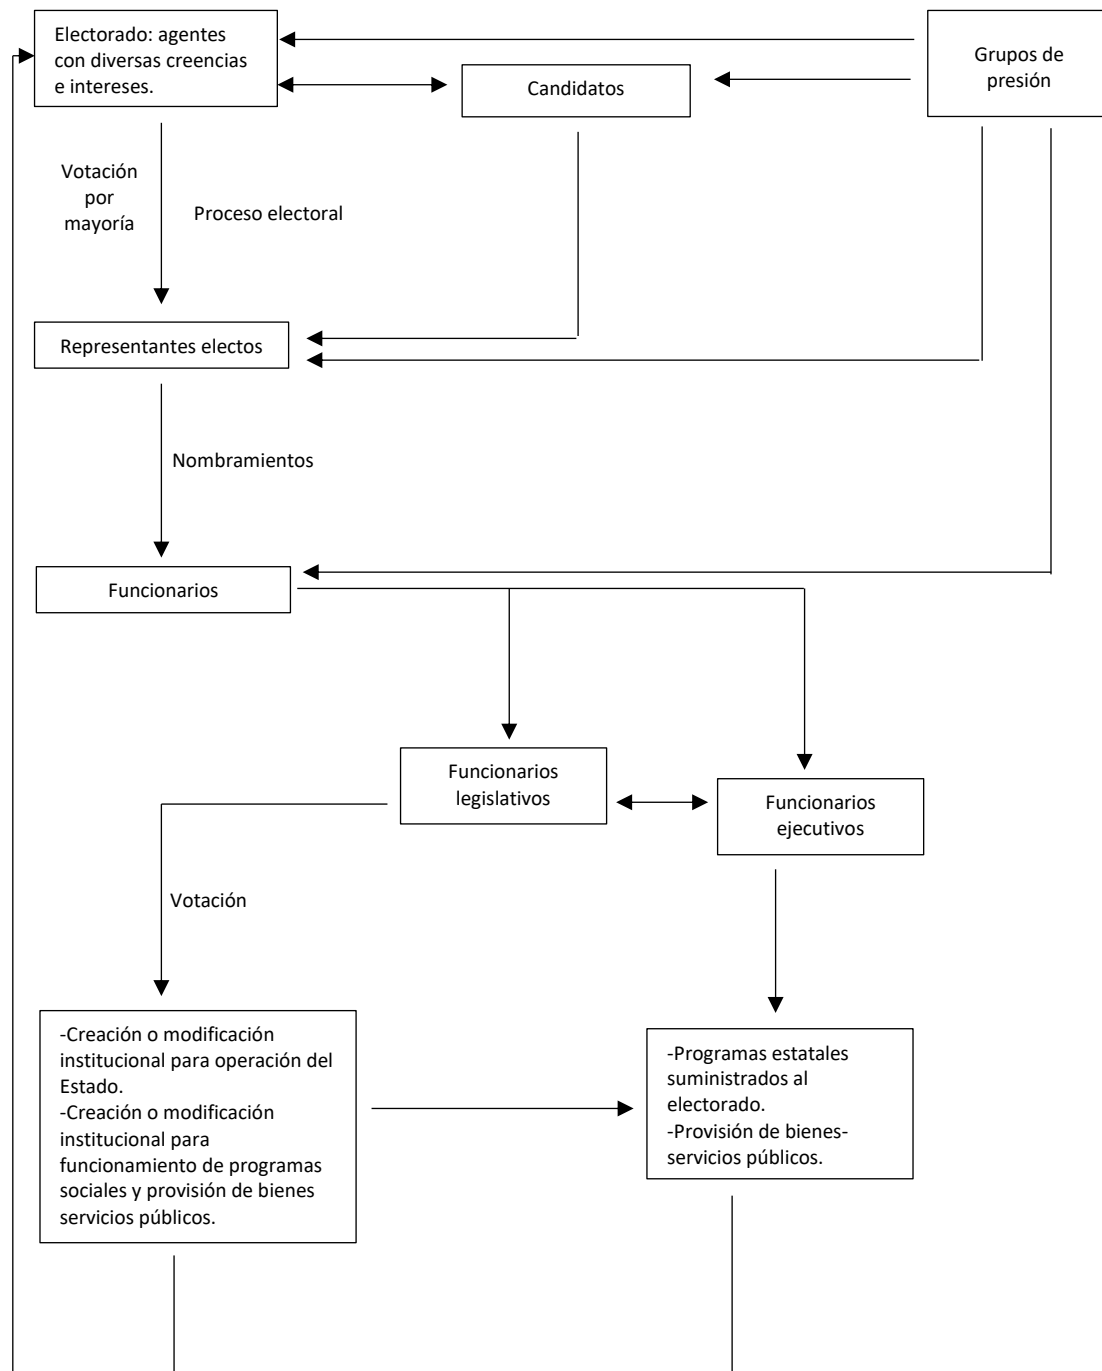 Electorado: agentes
con diversas creencias
e intereses.
Grupos de
presión
Candidatos
Votación
por
mayoría
Proceso electoral
Representantes electos
Nombramientos
Funcionarios
Funcionarios
legislativos
Funcionarios
ejecutivos
Votación
-Creación o modificación
institucional para operación del
Estado.
-Creación o modificación
institucional para
funcionamiento de programas
sociales y provisión de bienes
servicios públicos.
-Programas estatales
suministrados al
electorado.
-Provisión de bienes-
servicios públicos.